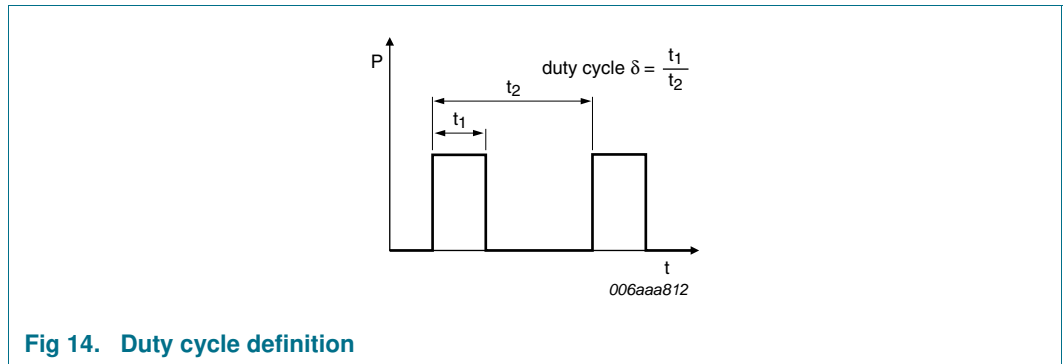 P
duty cycle δ = t1
t2
t2
t1
t
006aaa812
Fig 14. Duty cycle definition